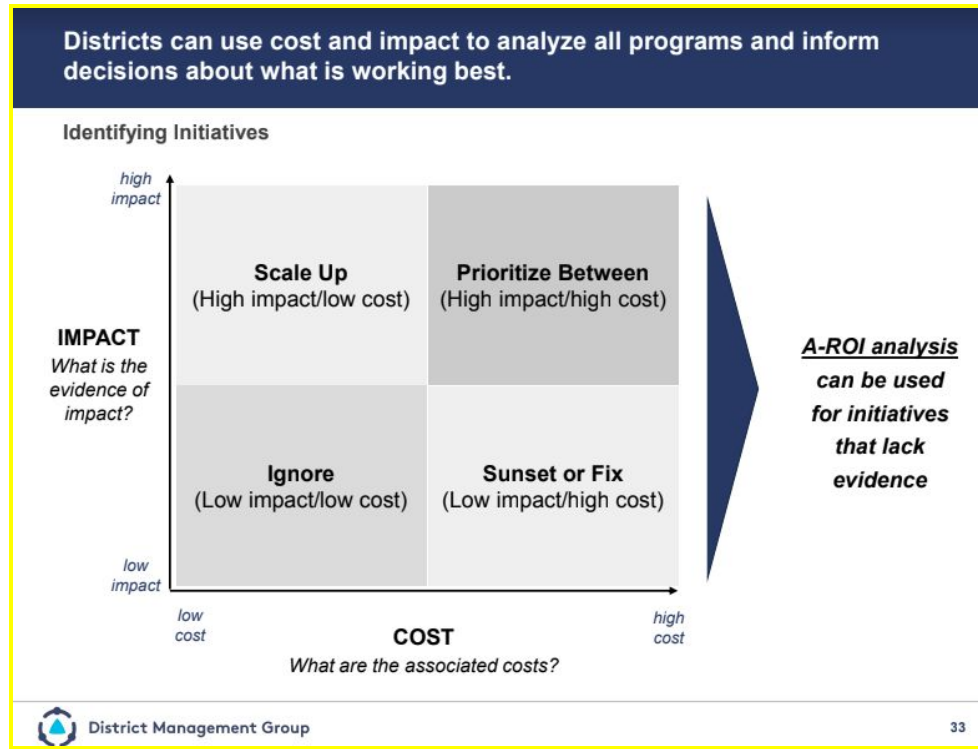 Districts can use cost and impact to analyze all programs and inform
decisions about what is working best.
Identifying Initiatives
high
impact
Scale Up
(High impact/low cost)
Prioritize Between
(High impact/high cost)
IMPACT
What is the
evidence of
impact?
Ignore
(Low impact/low cost)
Sunset or Fix
(Low impact/high cost)
low
impact
low
cost
high
cost
COST
What are the associated costs?
A-ROI analysis
can be used
for initiatives
that lack
evidence
District Management Group
33